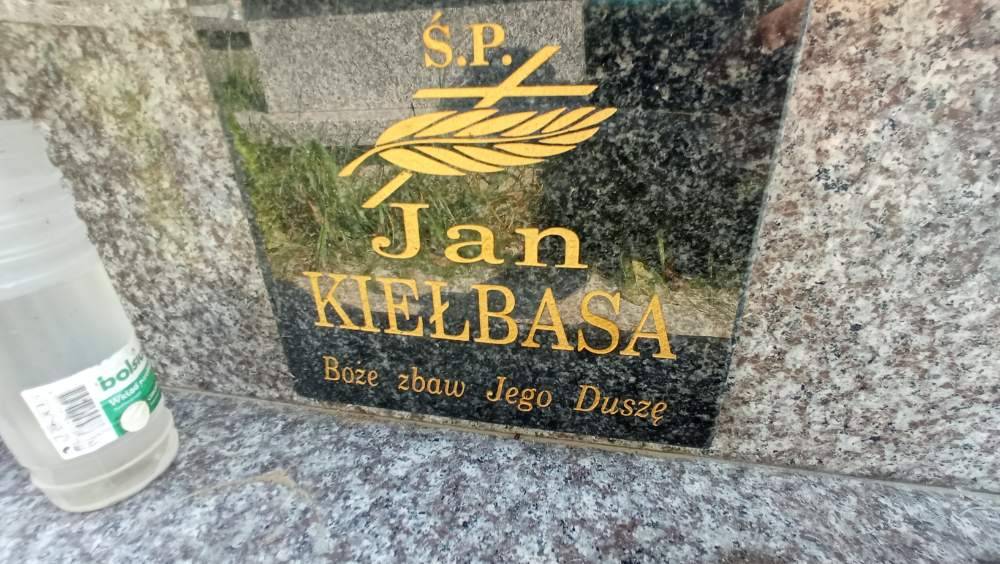 Ś.P.
Jan
KIEŁBASA
Boże zbaw Jego Duszę